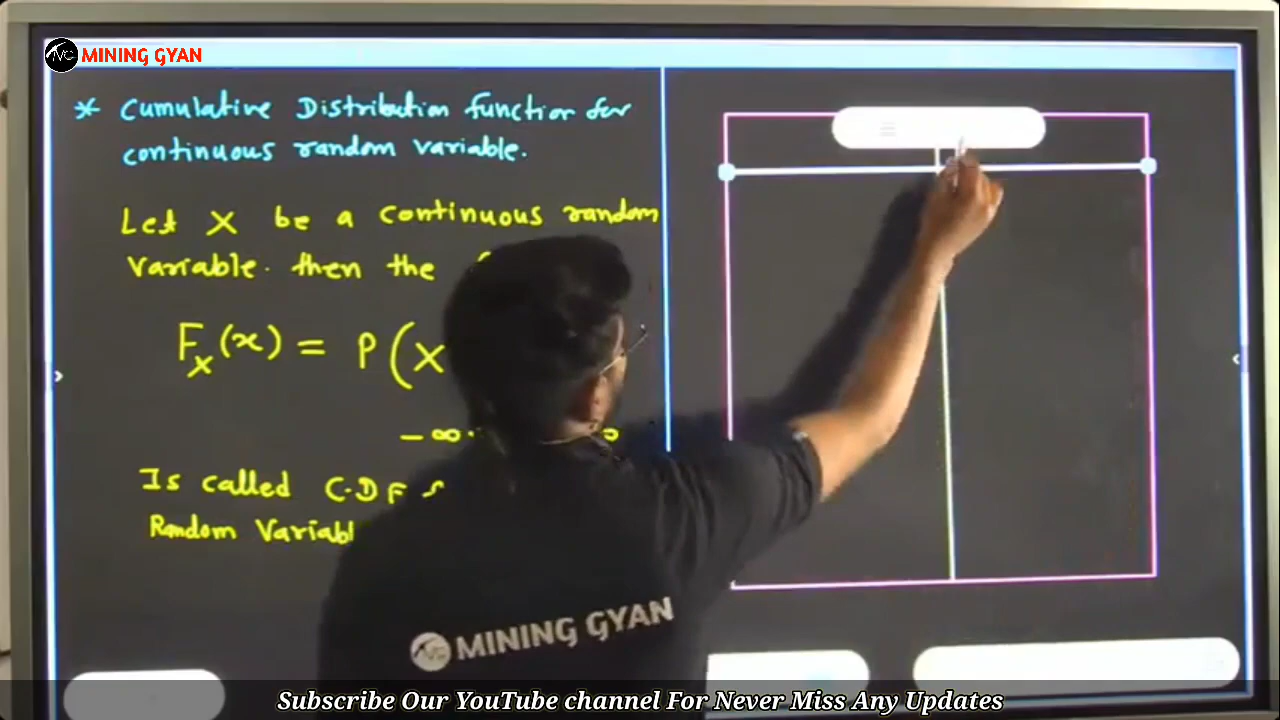 MINING GYAN
* Cumulative Distribution function for
continuous random variable.
Let X be a continuous random
variable. then the
Fx(x) = P(X
- ∞
Is called C.D.F
Random Variabl
MINING GYAN
Subscribe Our YouTube channel For Never Miss Any Updates